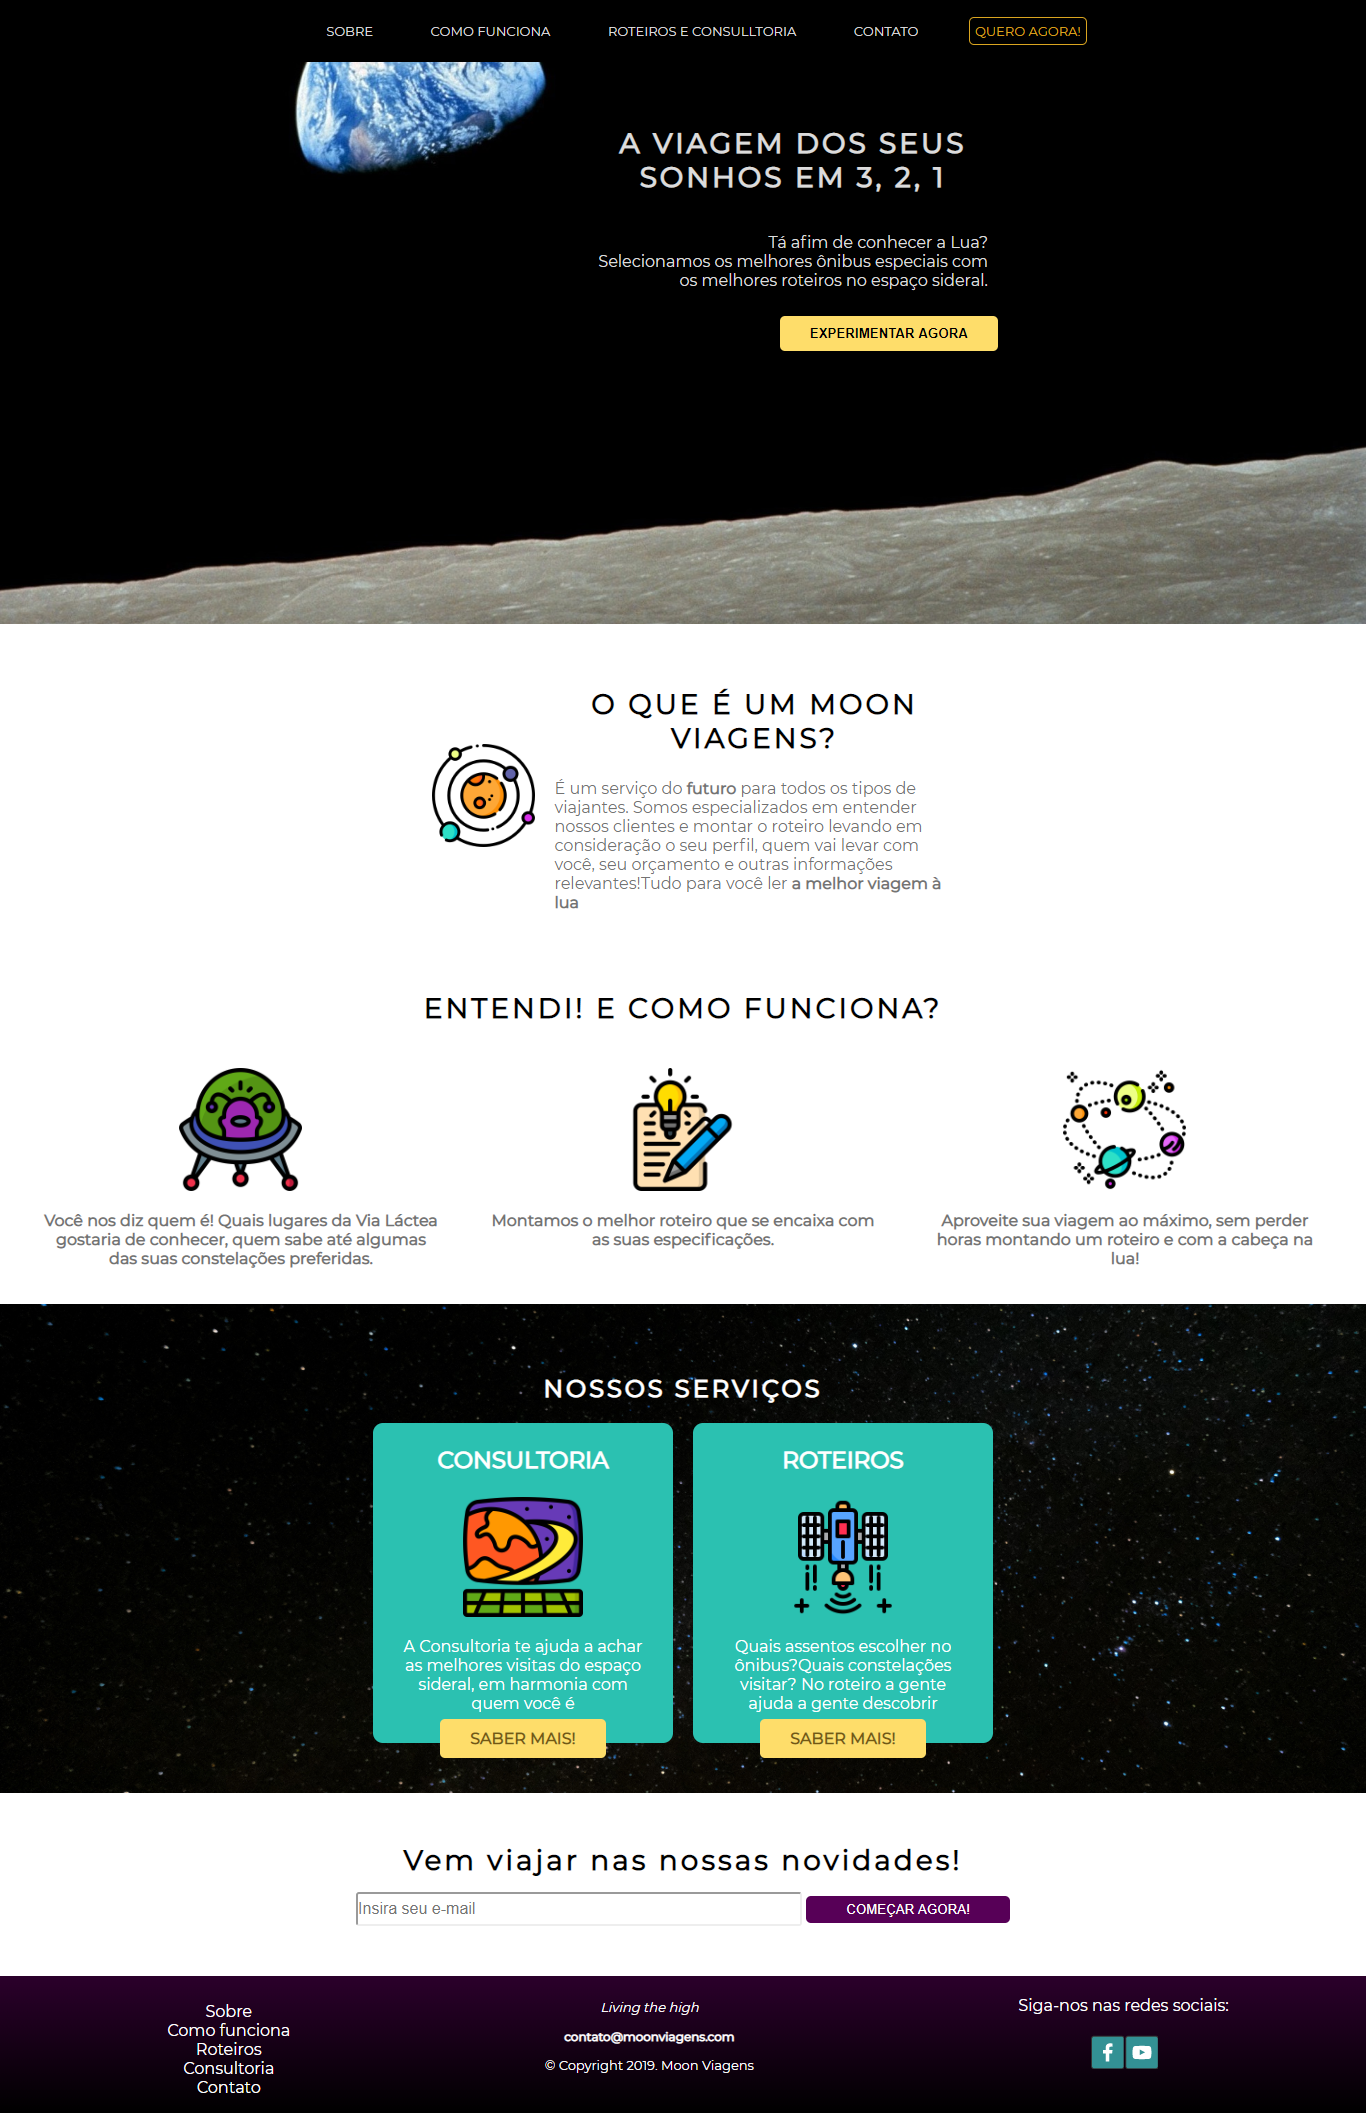 SOBRE
COMO FUNCIONA
ROTEIROS E CONSULLTORIA
CONTATO
QUERO AGORA!
A VIAGEM DOS SEUS
SONHOS EM 3, 2, 1
Tá afim de conhecer a Lua?
Selecionamos os melhores ônibus especiais com
os melhores roteiros no espaço sideral.
EXPERIMENTAR AGORA
O QUE É UM MOON
VIAGENS?
É um serviço do futuro para todos os tipos de
viajantes. Somos especializados em entender
nossos clientes e montar o roteiro levando em
consideração o seu perfil, quem vai levar com
você, seu orçamento e outras informações
relevantes!Tudo para você ler a melhor viagem à
lua
ENTENDI! E COMO FUNCIONA?
Você nos diz quem é! Quais lugares da Via Láctea
gostaria de conhecer, quem sabe até algumas
das suas constelações preferidas.
Montamos o melhor roteiro que se encaixa com
as suas especificações.
Aproveite sua viagem ao máximo, sem perder
horas montando um roteiro e com a cabeça na
lua!
NOSSOS SERVIÇOS
CONSULTORIA
A Consultoria te ajuda a achar
as melhores visitas do espaço
sideral, em harmonia com
quem você é
SABER MAIS!
ROTEIROS
Quais assentos escolher no
ônibus?Quais constelações
visitar? No roteiro a gente
ajuda a gente descobrir
SABER MAIS!
Vem viajar nas nossas novidades!
Insira seu e-mail
COMEÇAR AGORA!
Sobre
Como funciona
Roteiros
Consultoria
Contato
Living the high
contato@moonviagens.com
© Copyright 2019. Moon Viagens
Siga-nos nas redes sociais: